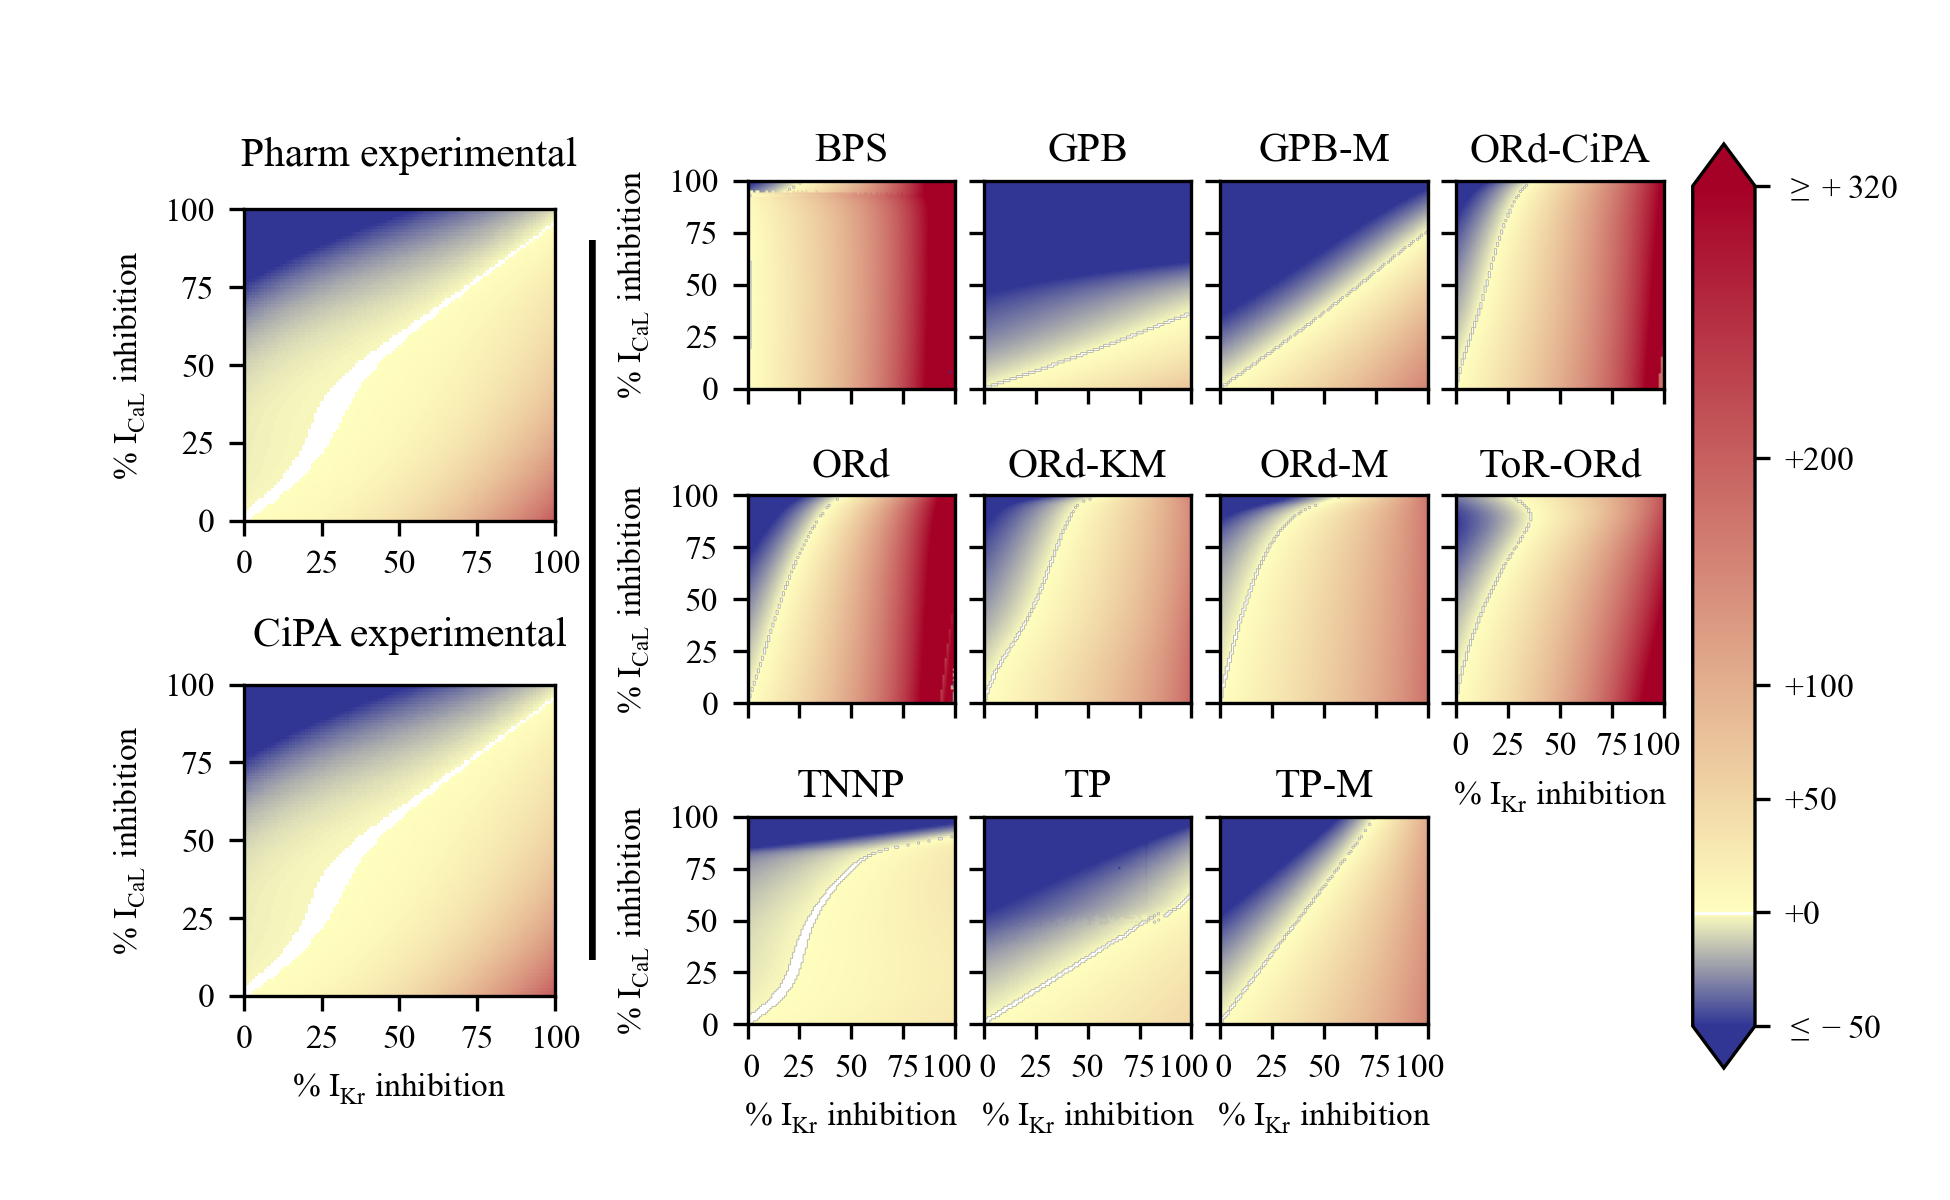 Pharm experimental
100
75
50
25
0
% I_CaL inhibition
0 25 50 75 100
CiPA experimental
100
75
50
25
0
% I_CaL inhibition
0 25 50 75 100
% I_Kr inhibition
BPS GPB GPB-M ORd-CiPA
100
75
50
25
0
% I_CaL inhibition
ORd ORd-KM ORd-M ToR-ORd
100
75
50
25
0
% I_CaL inhibition
0 25 50 75 100
% I_Kr inhibition
TNNP TP TP-M
100
75
50
25
0
% I_CaL inhibition
0 25 50 75 100 0 25 50 75 100 0 25 50 75 100
% I_Kr inhibition % I_Kr inhibition % I_Kr inhibition
≥ +320
+200
+100
+50
+0
≤ −50